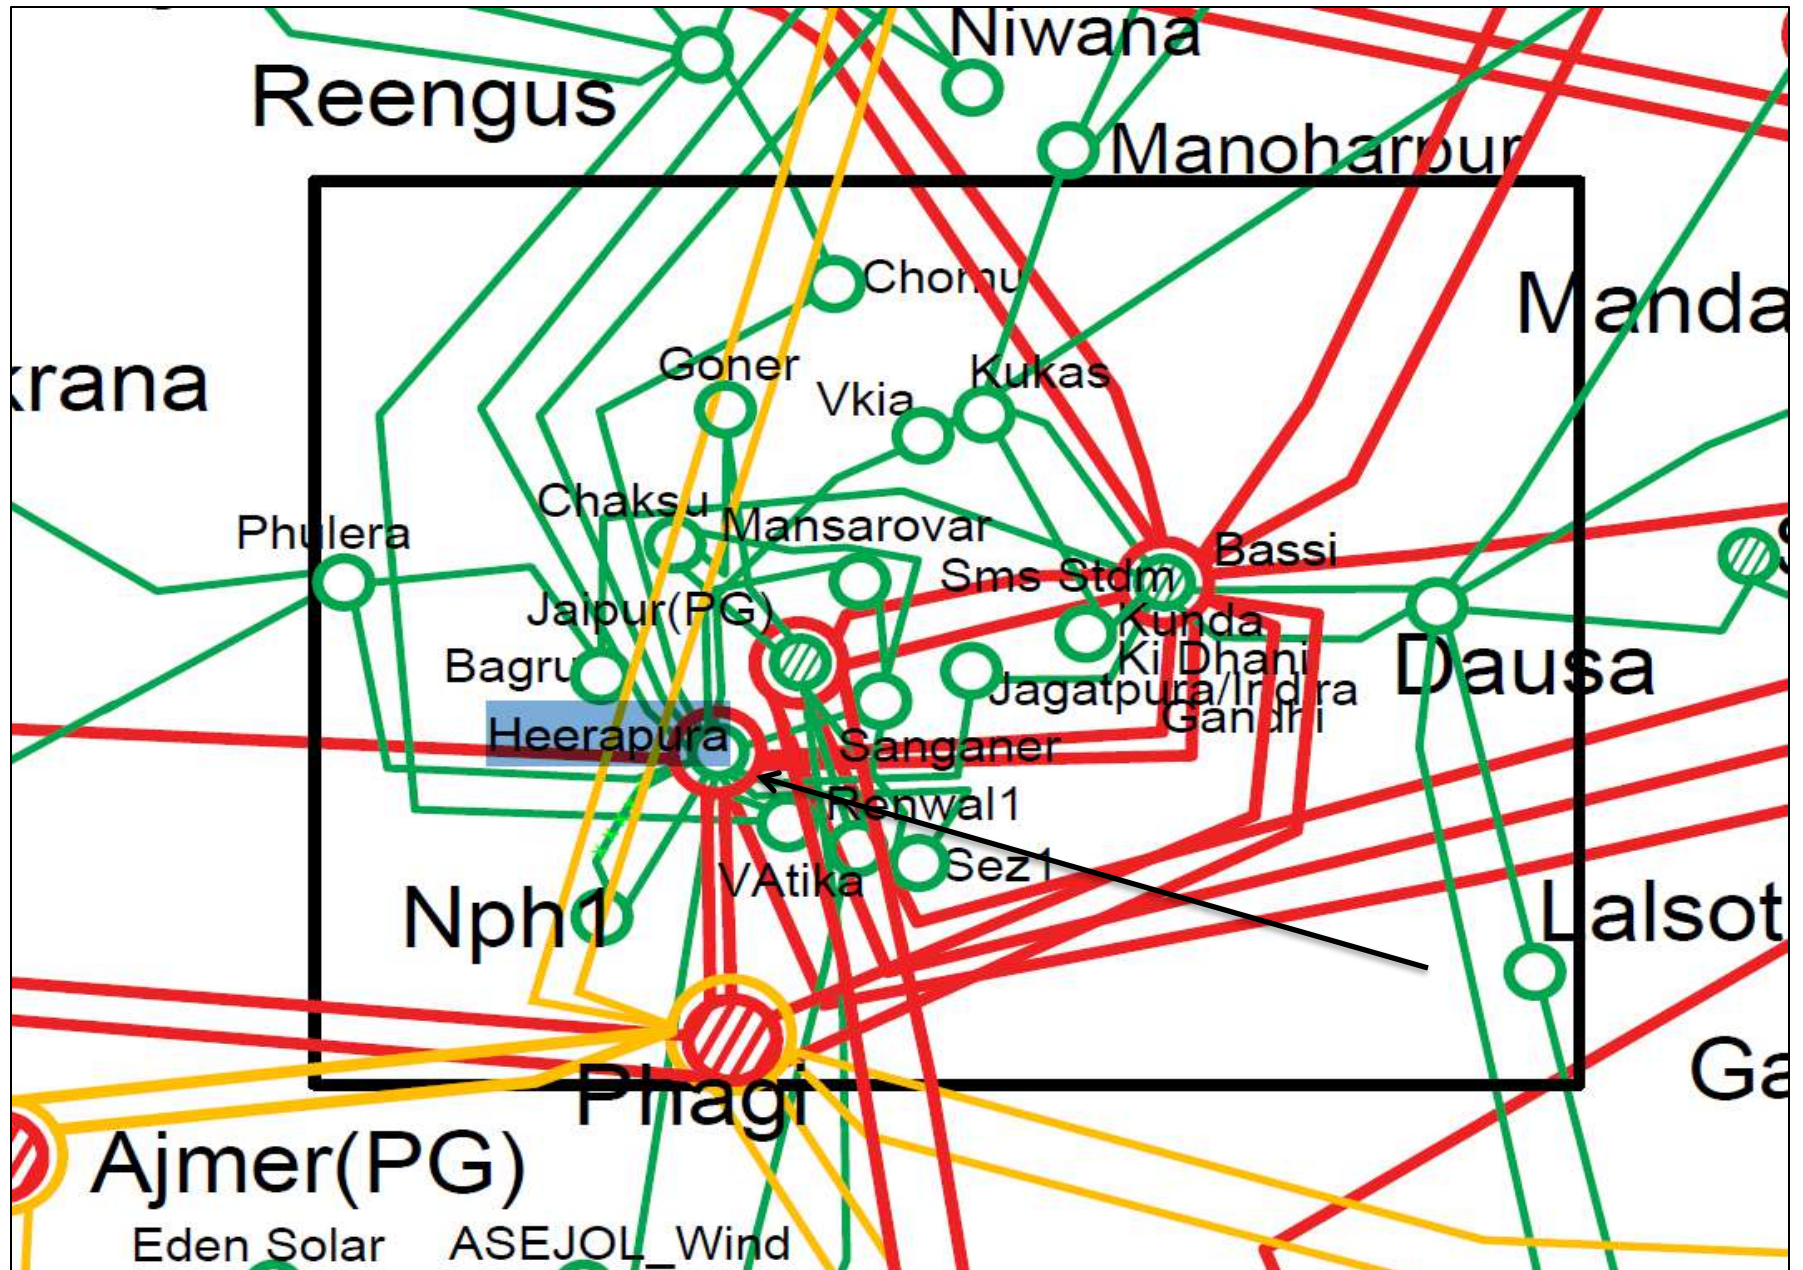 Niwana
Reengus
Manoharpur
Chomu
Manda
Goner
Kukas
krana
Vkia
Chaksu
Mansarovar
Phulera
Bassi
Sms Stdm
Jaipur(PG)
Kunda
Ki Dhani
Bagru
Dausa
Jagatpura/Indira
Gandhi
Heerapura
Sanganer
Renwal1
Sez1
VAtika
Nph1
Lalsot
Ga
Phagi
Ajmer(PG)
Eden Solar
ASEJOL_Wind